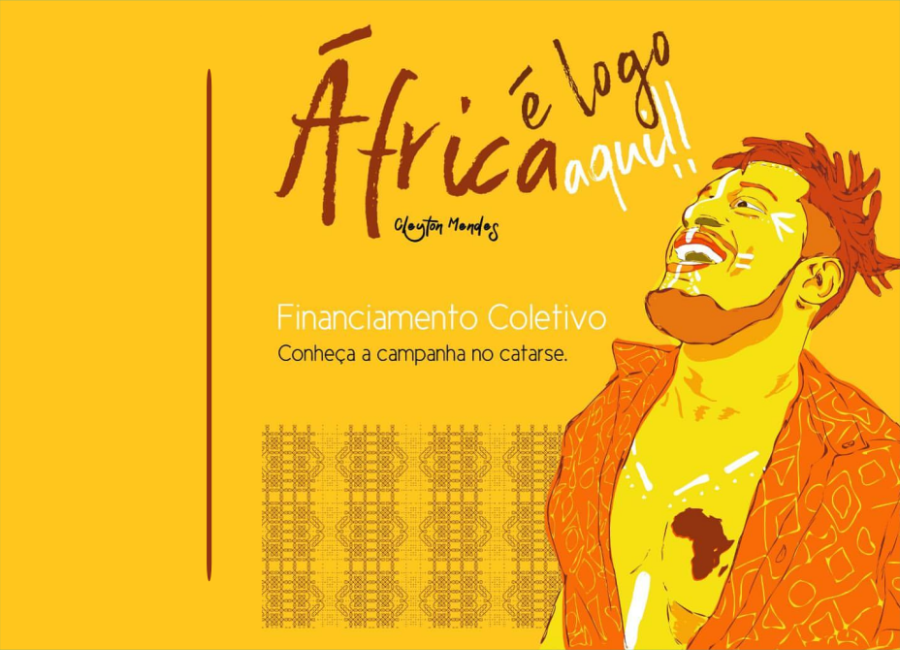 África é logo
aqui!!
Cleyton Mendes
Financiamento Coletivo
Conheça a campanha no catarse.